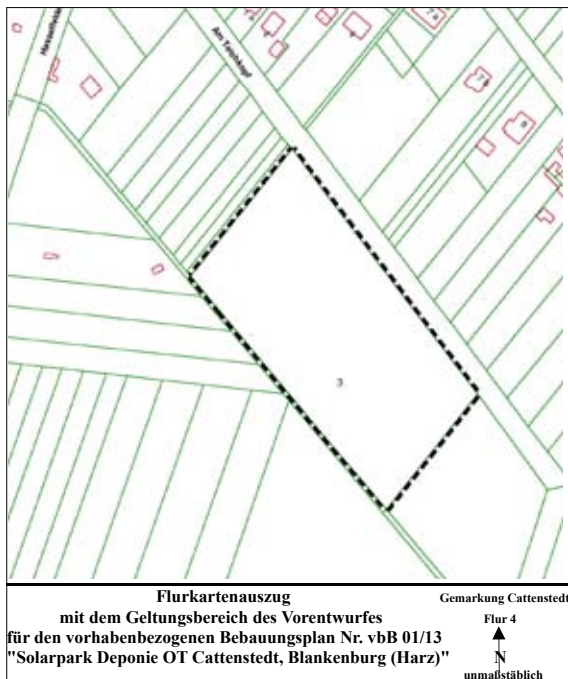 Am Teichkopf
3
Flurkartenauszug
mit dem Geltungsbereich des Vorentwurfes
für den vorhabenbezogenen Bebauungsplan Nr. vbB 01/13
"Solarpark Deponie OT Cattenstedt, Blankenburg (Harz)"
Gemarkung Cattenstedt
Flur 4
N
unmaßstäblich